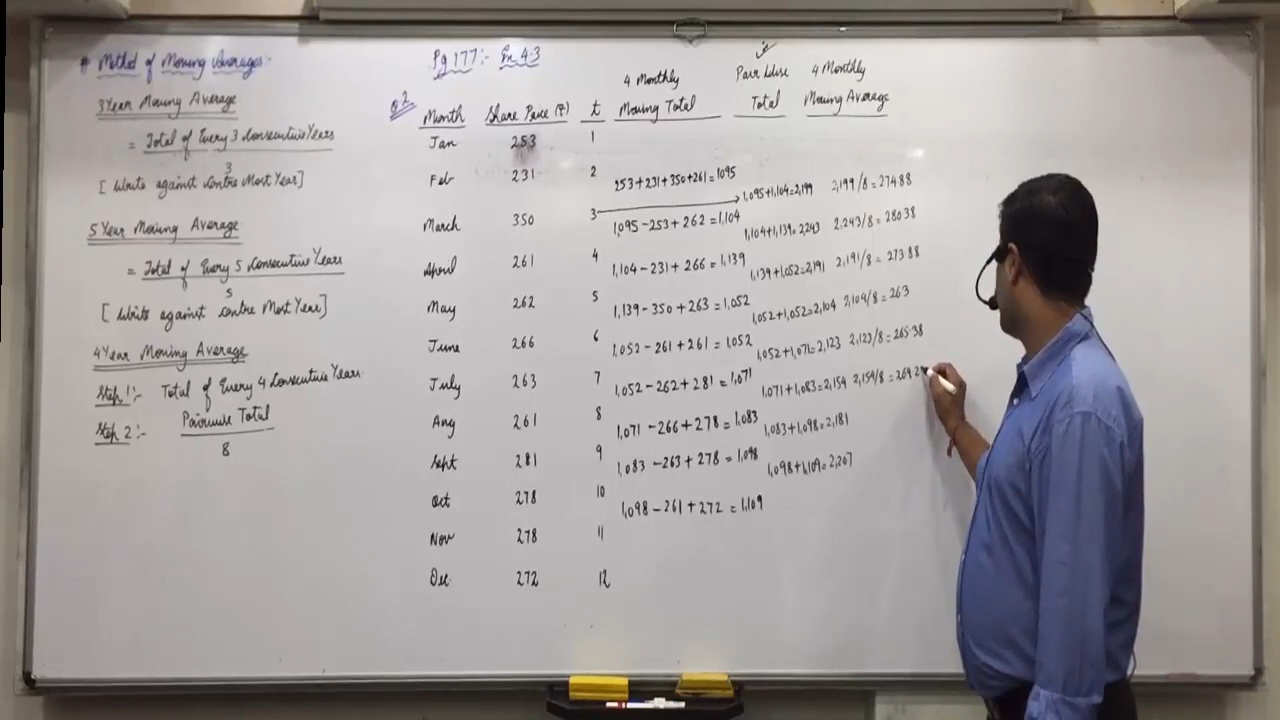 # Method of Moving Averages:-
3 Year Moving Average
= Total of Every 3 Consecutive Years
3
[ Write against Centre Most Year]
5 Year Moving Average
= Total of Every 5 Consecutive Years
5
[ Write against Centre Most Year]
4 Year Moving Average
Step 1:- Total of Every 4 Consecutive Years
Step 2:- Pairwise Total
8
Pg 177:- Ex 4.3
Q 2
Month Share Price (₹) t 4 Monthly Moving Total Pair Wise Total 4 Monthly Moving Average
Jan 253 1
Feb 231 2
253+231+350+261=1095
1,095+1,104=2,199 2,199/8=274.88
March 350 3
1,095-253+262=1,104
1,104+1,139=2,243 2,243/8=280.38
April 261 4
1,104-231+266=1,139
1,139+1,052=2,191 2,191/8=273.88
May 262 5
1,139-350+263=1,052
1,052+1,052=2,104 2,104/8=263
June 266 6
1,052-261+261=1,052
1,052+1,071=2,123 2,123/8=265.38
July 263 7
1,052-262+281=1,071
1,071+1,083=2,154 2,154/8=269.2
Aug 261 8
1,071-266+278=1,083
1,083+1,098=2,181
Sept 281 9
1,083-263+278=1,098
1,098+1,109=2,207
Oct 278 10
1,098-261+272=1,109
Nov 278 11
Dec 272 12